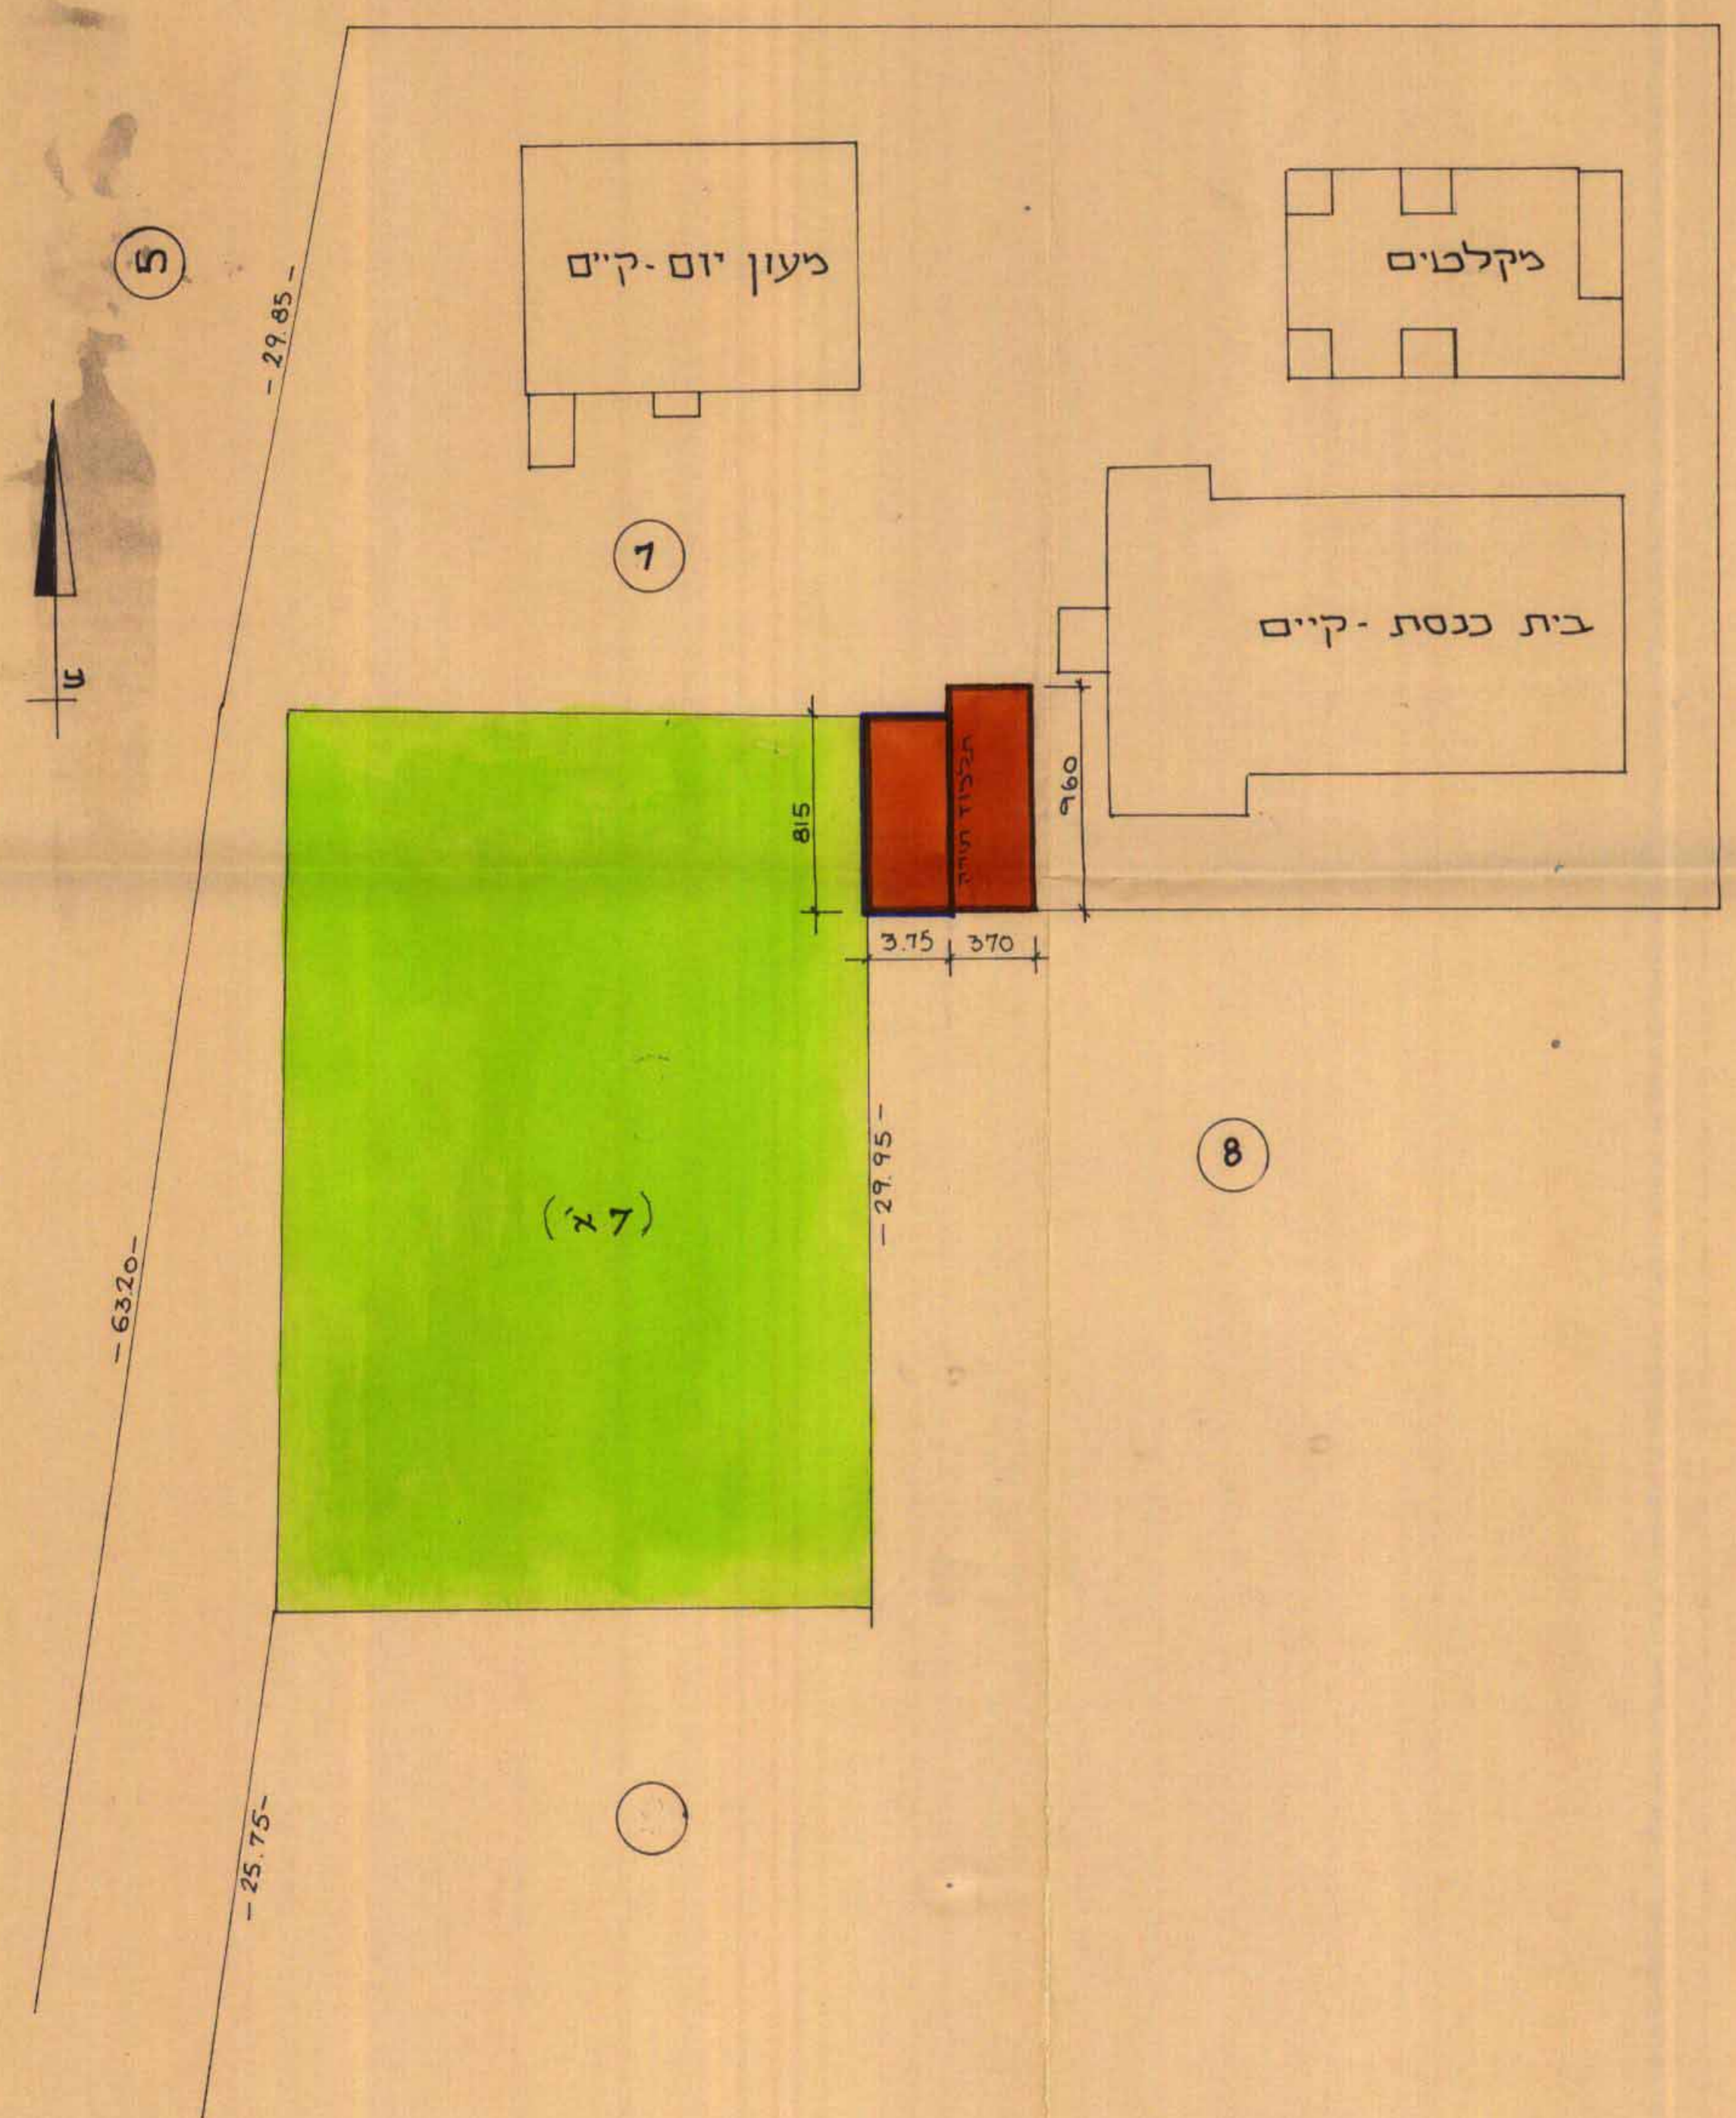 5
- 29.85 -
מעון יום - קיים
מקלטים
7
בית כנסת - קיים
תלמוד תורה
815
960
3.75
370
- 29.95 -
8
(7 א')
- 63.20 -
- 25.75 -